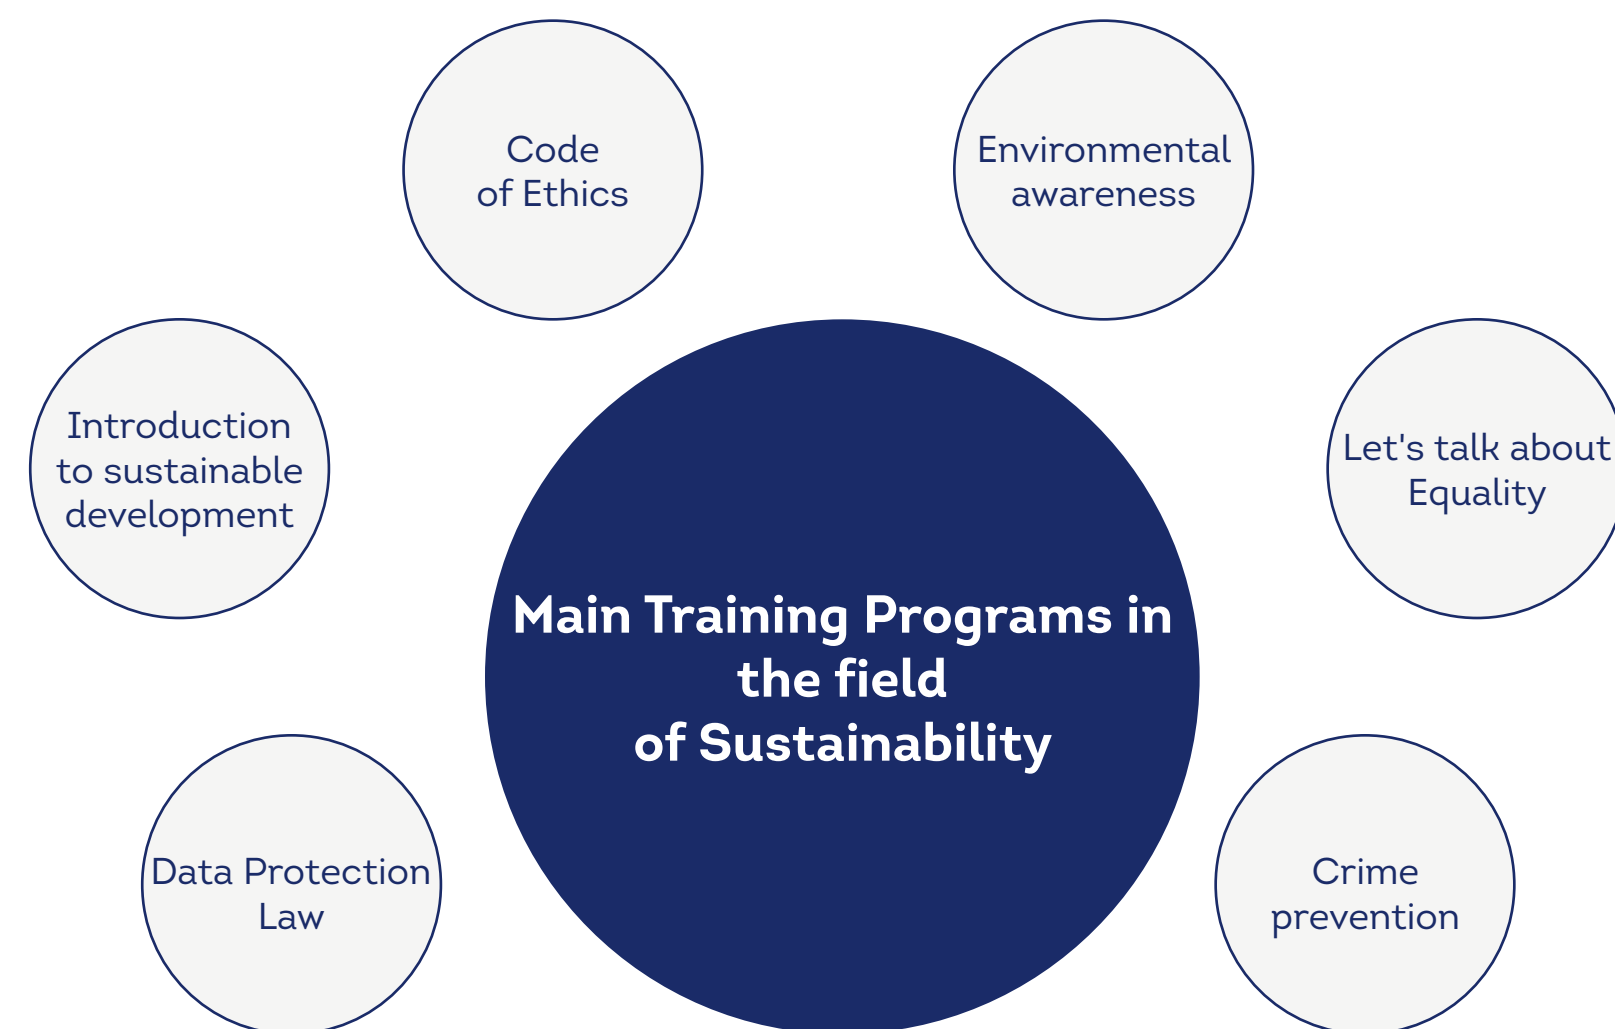 Code
of Ethics
Environmental
awareness
Introduction
to sustainable
development
Let's talk about
Equality
Main Training Programs in
the field
of Sustainability
Data Protection
Law
Crime
prevention